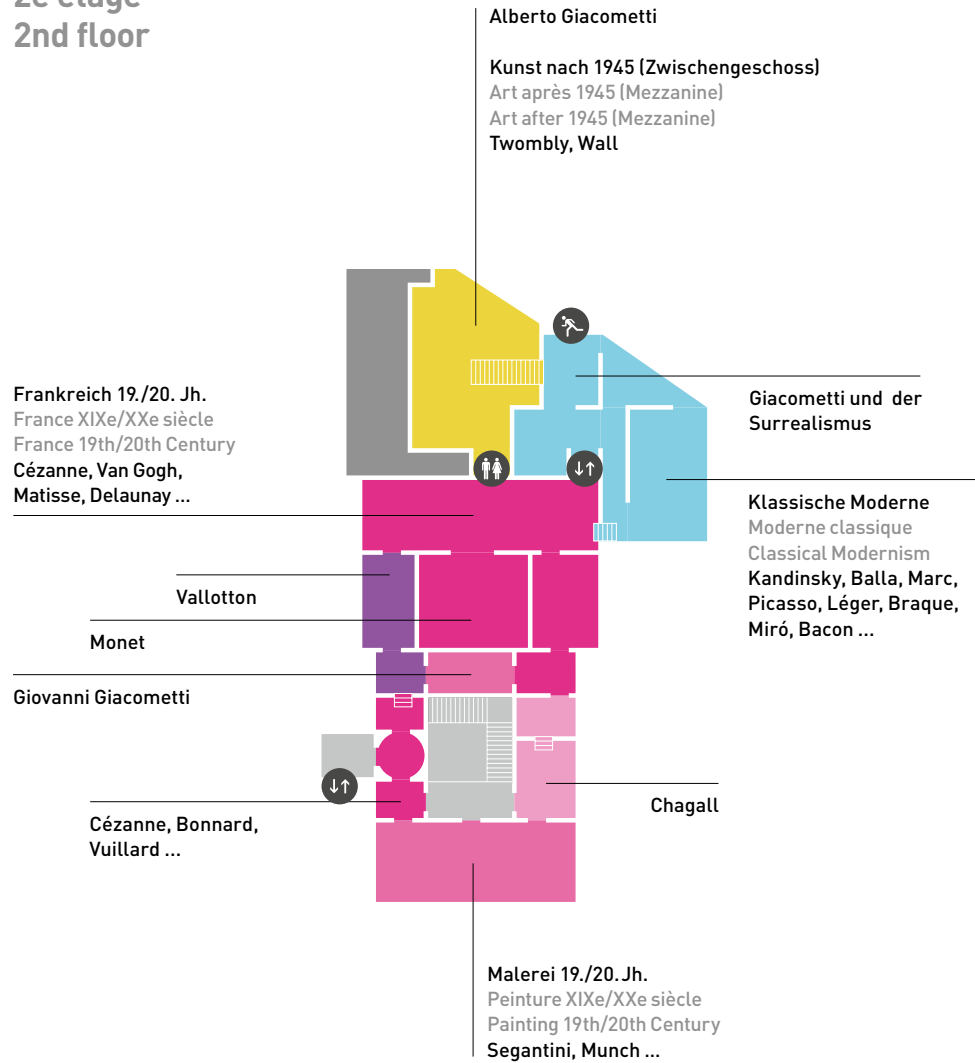 2e étage
2nd floor
Alberto Giacometti
Kunst nach 1945 (Zwischengeschoss)
Art après 1945 (Mezzanine)
Art after 1945 (Mezzanine)
Twombly, Wall
Frankreich 19./20. Jh.
France XIXe/XXe siècle
France 19th/20th Century
Cézanne, Van Gogh,
Matisse, Delaunay ...
Giacometti und der
Surrealismus
Klassische Moderne
Moderne classique
Classical Modernism
Kandinsky, Balla, Marc,
Picasso, Léger, Braque,
Miró, Bacon ...
Vallotton
Monet
Giovanni Giacometti
Chagall
Cézanne, Bonnard,
Vuillard ...
Malerei 19./20. Jh.
Peinture XIXe/XXe siècle
Painting 19th/20th Century
Segantini, Munch ...